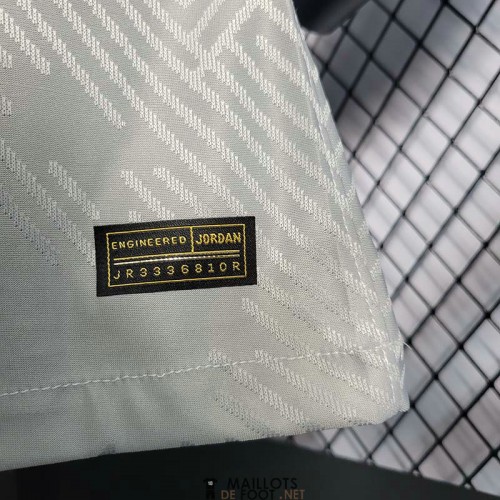 ENGINEERED JORDAN
JR3336810R
MAILLOTS
DE FOOT.NET